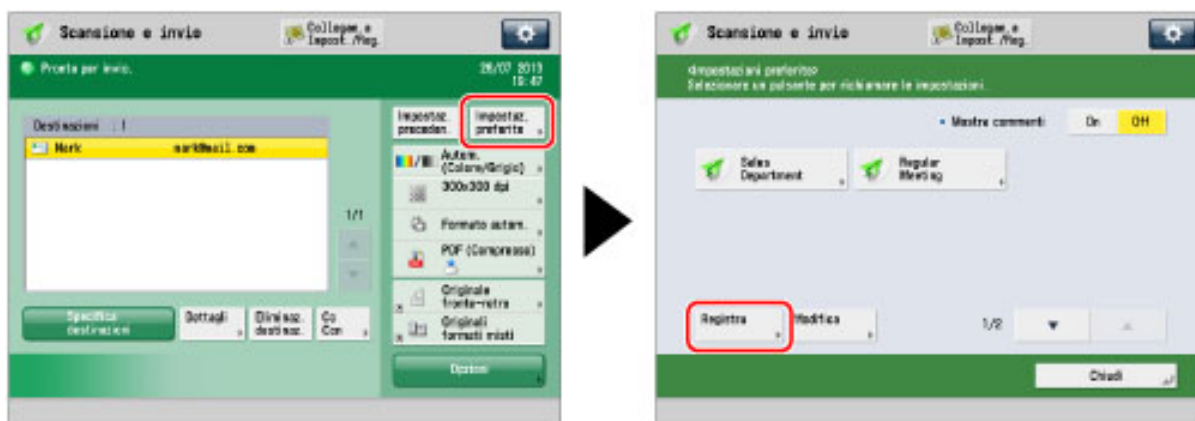 Scansione e invio
Collegam. e
Impost./Reg.
Pronta per invio.
26/07 2013
Destinazioni : 1
Mark mark@mail.com
1/1
Specifica
destinazioni
Dettagli
Eliminaz.
destinaz.
Cc
Ccn
Impostaz.
preceden.
Impostaz.
preferite
Autom.
(Colore/Grigio)
300x300 dpi
Formato autom.
PDF (Compresso)
Originale
fronte-retro
Originali
formati misti
Opzioni
Scansione e invio
Collegam. e
Impost./Reg.
<Impostazioni preferite>
Selezionare un pulsante per richiamare le impostazioni.
Mostra commenti
On
Off
Sales
Department
Regular
Meeting
Registra
Modifica
1/2
Chiudi